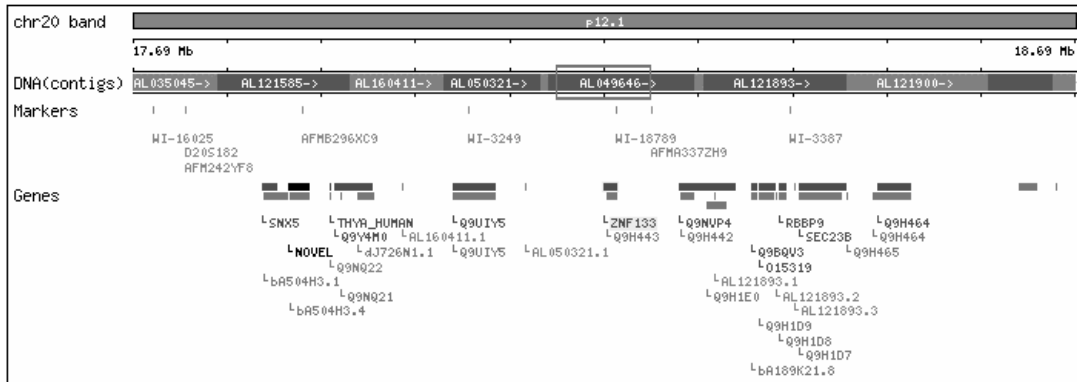 chr20 band p12.1
17.69 Mb 18.69 Mb
DNA(contigs) AL035045-> AL121585-> AL160411-> AL050321-> AL049646-> AL121893-> AL121900->
Markers
WI-16025 AFMB296XC9 WI-3249 WI-18789 WI-3387
D20S182 AFMA337ZH9
AFM242YF8
Genes
SNX5 THYA_HUMAN Q9UIY5 ZNF133 Q9NVP4 RBBP9 Q9H464
Q9Y4M0 AL160411.1 Q9H443 Q9H442 SEC23B Q9H464
NOVEL dJ726N1.1 Q9UIY5 AL050321.1 Q9BQV3 Q9H465
Q9NQ22 O15319
bA504H3.1 AL121893.1
Q9NQ21 Q9H1E0 AL121893.2
bA504H3.4 AL121893.3
Q9H1D9
Q9H1D8
Q9H1D7
bA189K21.8